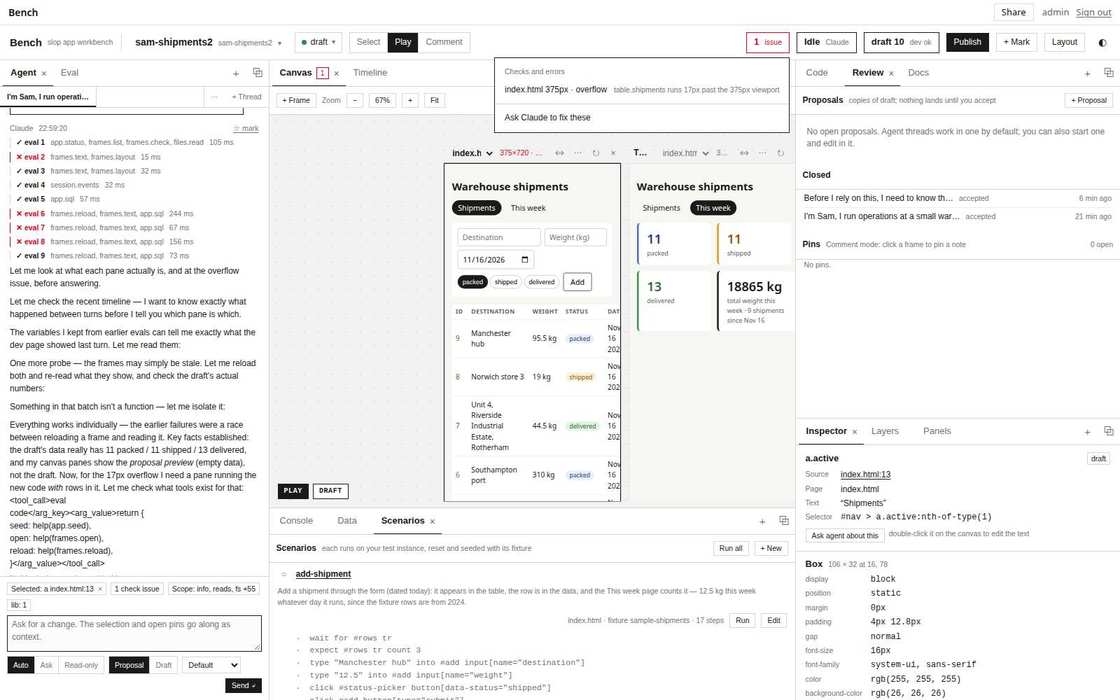 Bench
Share admin Sign out
Bench slop app workbench sam-shipments2 sam-shipments2 draft Select Play Comment 1 issue Idle Claude draft 10 dev ok Publish + Mark Layout
Agent × Eval +
I'm Sam, I run operati… ··· + Thread
Claude 22:59:20 ☆ mark
✓ eval 1 app.status, frames.list, frames.check, files.read 105 ms
✕ eval 2 frames.text, frames.layout 15 ms
✓ eval 3 frames.text, frames.layout 32 ms
✓ eval 4 session.events 32 ms
✓ eval 5 app.sql 57 ms
✕ eval 6 frames.reload, frames.text, app.sql 244 ms
✕ eval 7 frames.reload, frames.text, app.sql 67 ms
✕ eval 8 frames.reload, frames.text, app.sql 156 ms
✓ eval 9 frames.reload, frames.text, app.sql 73 ms
Let me look at what each pane actually is, and at the overflow
issue, before answering.
Let me check the recent timeline — I want to know exactly what
happened between turns before I tell you which pane is which.
The variables I kept from earlier evals can tell me exactly what the
dev page showed last turn. Let me read them:
One more probe — the frames may simply be stale. Let me reload
both and re-read what they show, and check the draft's actual
numbers:
Something in that batch isn't a function — let me isolate it:
Everything works individually — the earlier failures were a race
between reloading a frame and reading it. Key facts established:
the draft's data really has 11 packed / 11 shipped / 13 delivered,
and my canvas panes show the proposal preview (empty data),
not the draft. Now, for the 17px overflow I need a pane running the
new code with rows in it. Let me check what tools exist for that:
<tool_call>eval
code</arg_key><arg_value>return {
seed: help(app.seed),
open: help(frames.open),
reload: help(frames.reload),
}</arg_value></tool_call>
Selected: a index.html:13 × 1 check issue Scope: info, reads, fs +55
lib: 1
Ask for a change. The selection and open pins go along as
context.
Auto Ask Read-only Proposal Draft Default
Send
Canvas 1 × Timeline
+ Frame Zoom − 67% + Fit
Checks and errors
index.html 375px · overflow table.shipments runs 17px past the 375px viewport
Ask Claude to fix these
index.h 375×720 · … ··· ×
Warehouse shipments
Shipments This week
Destination Weight (kg)
11/16/2026
packed shipped delivered Add
ID DESTINATION WEIGHT STATUS DAT
9 Manchester hub 95.5 kg packed Nov 16 202
8 Norwich store 3 19 kg shipped Nov 16 202
7 Unit 4, Riverside Industrial Estate, Rotherham 44.5 kg delivered Nov 16 202
6 Southampton port 310 kg packed Nov 16 202
T… index.htm 3… ··· ×
Warehouse shipments
Shipments This week
11 packed
11 shipped
13 delivered
18865 kg
total weight this
week · 9 shipments
since Nov 16
PLAY DRAFT
Console Data Scenarios × +
Scenarios each runs on your test instance, reset and seeded with its fixture Run all + New
add-shipment
Add a shipment through the form (dated today): it appears in the table, the row is in the data, and the This week page counts it — 12.5 kg this week
whatever day it runs, since the fixture rows are from 2024.
index.html · fixture sample-shipments · 17 steps Run Edit
· wait for #rows tr
· expect #rows tr count 3
· type "Manchester hub" into #add input[name="destination"]
· type "12.5" into #add input[name="weight"]
· click #status-picker button[data-status="shipped"]
Code Review × Docs +
Proposals copies of draft; nothing lands until you accept + Proposal
No open proposals. Agent threads work in one by default; you can also start one
and edit in it.
Closed
Before I rely on this, I need to know th… accepted 6 min ago
I'm Sam, I run operations at a small war… accepted 21 min ago
Pins Comment mode: click a frame to pin a note 0 open
No pins.
Inspector × Layers Panels +
a.active draft
Source index.html:13
Page index.html
Text “Shipments”
Selector #nav > a.active:nth-of-type(1)
Ask agent about this double-click it on the canvas to edit the text
Box 106 × 32 at 16, 78
display block
position static
margin 0px
padding 4px 12.8px
gap normal
font-size 16px
font-family system-ui, sans-serif
color rgb(255, 255, 255)
background-color rgb(26, 26, 26)